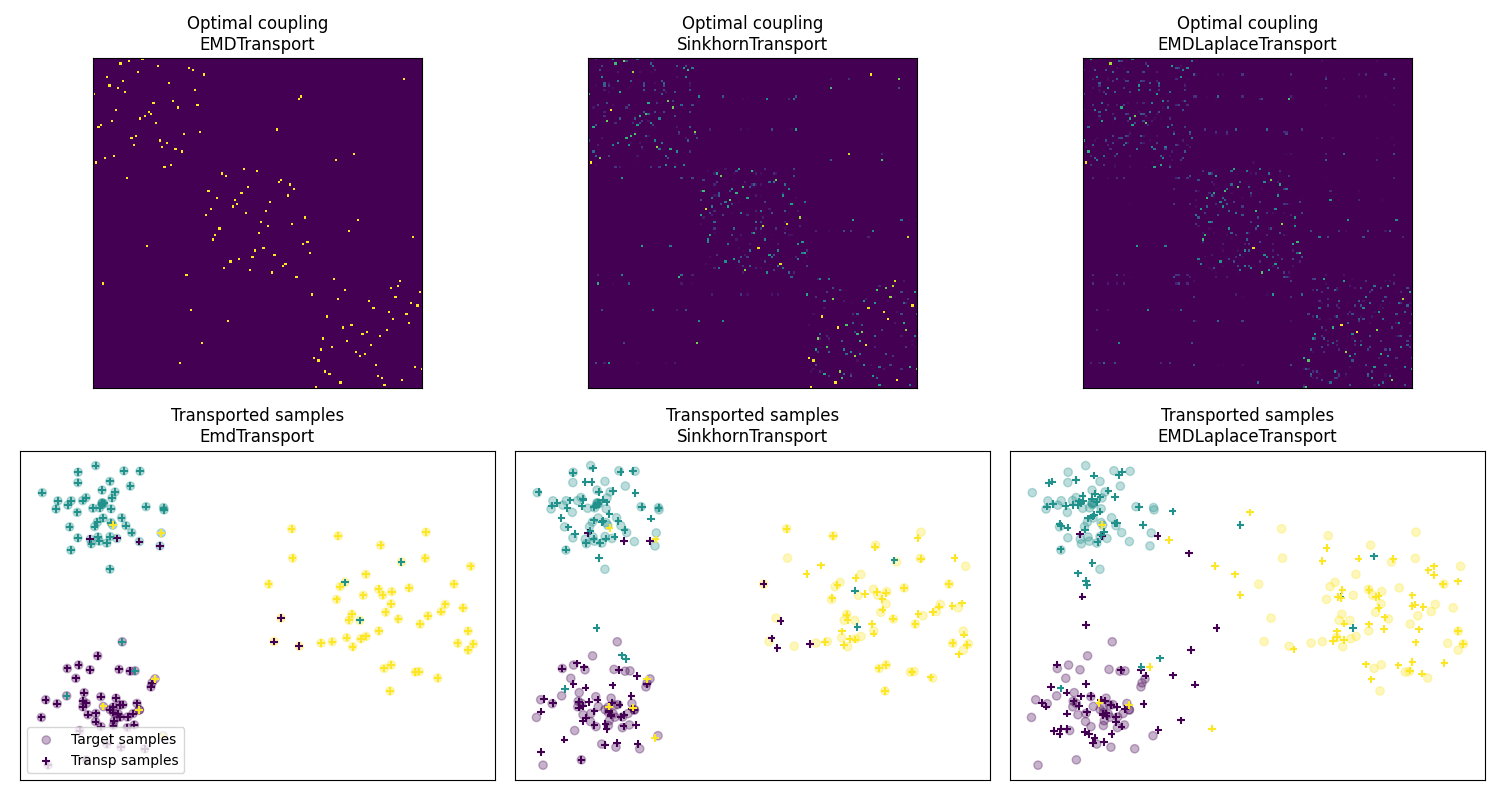 Optimal coupling
EMDTransport
Optimal coupling
SinkhornTransport
Optimal coupling
EMDLaplaceTransport
Transported samples
EmdTransport
Transported samples
SinkhornTransport
Transported samples
EMDLaplaceTransport
Target samples
Transp samples